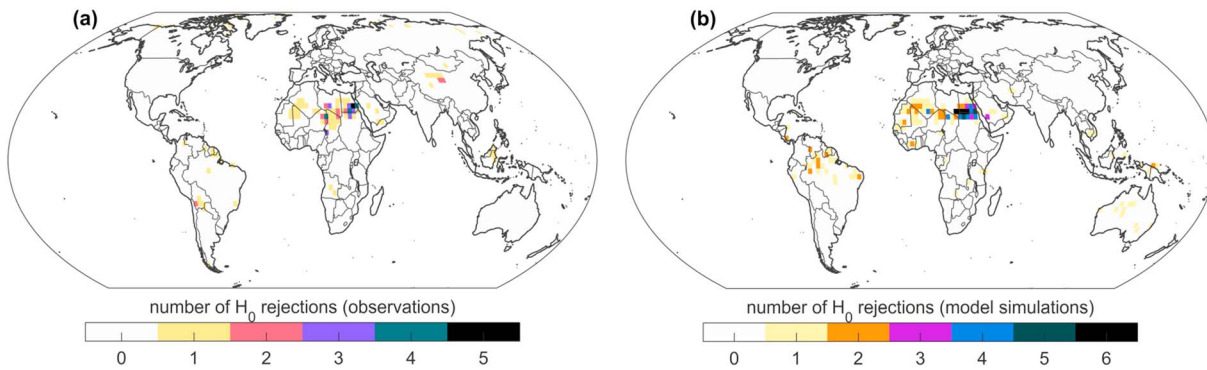 (a)
(b)
number of H0 rejections (observations)
0 1 2 3 4 5
number of H0 rejections (model simulations)
0 1 2 3 4 5 6